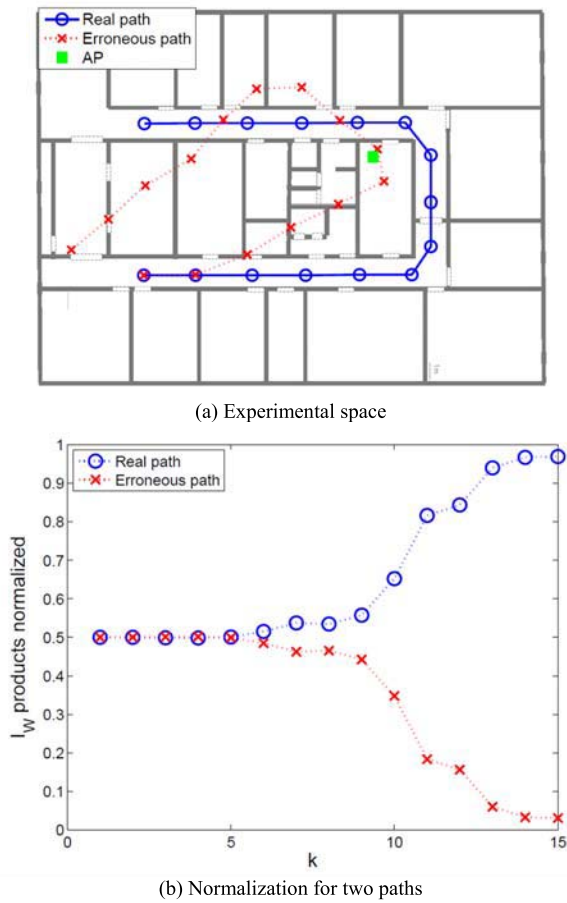 Real path
Erroneous path
AP
1m
(a) Experimental space
1
0.9
0.8
0.7
0.6
0.5
0.4
0.3
0.2
0.1
0
Real path
Erroneous path
I_W products normalized
0 5 10 15
k
(b) Normalization for two paths